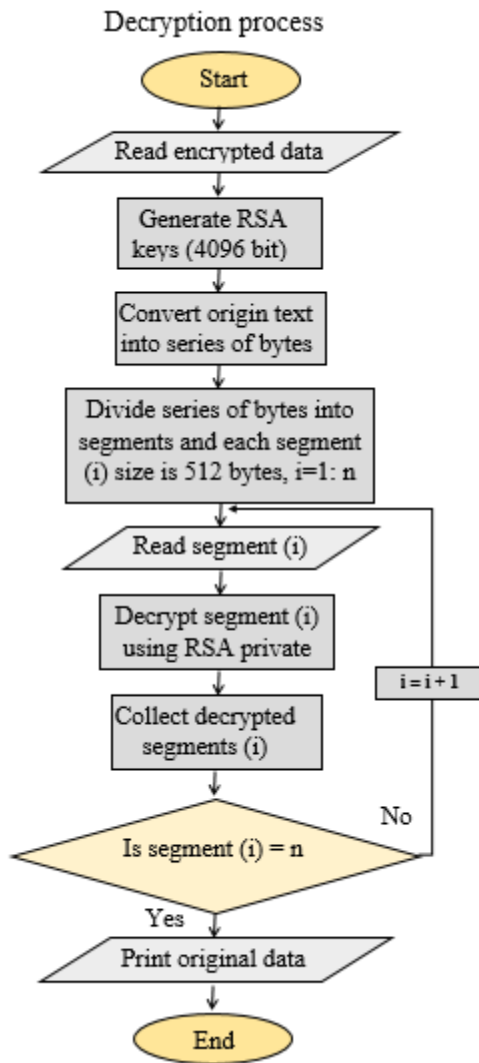 Decryption process
Start
Read encrypted data
Generate RSA
keys (4096 bit)
Convert origin text
into series of bytes
Divide series of bytes into
segments and each segment
(i) size is 512 bytes, i=1: n
Read segment (i)
Decrypt segment (i)
using RSA private
i = i + 1
Collect decrypted
segments (i)
No
Is segment (i) = n
Yes
Print original data
End